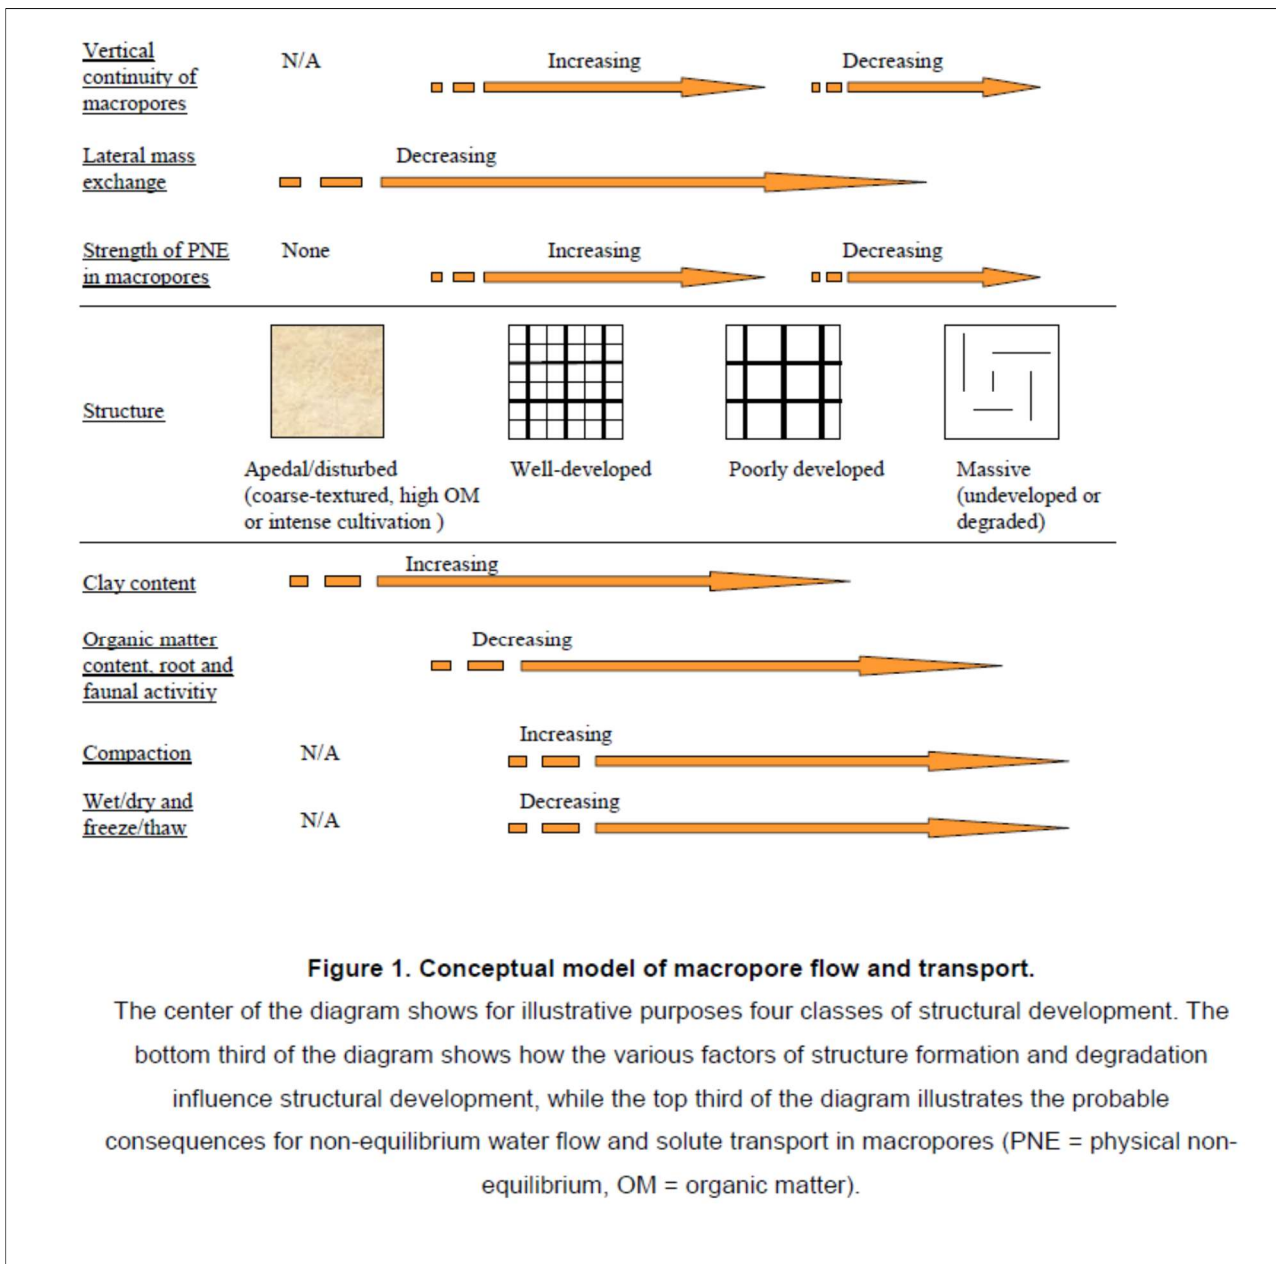 Vertical
continuity of
macropores
N/A
Increasing
Decreasing
Lateral mass
exchange
Decreasing
Strength of PNE
in macropores
None
Increasing
Decreasing
Structure
Apedal/disturbed
(coarse-textured, high OM
or intense cultivation )
Well-developed
Poorly developed
Massive
(undeveloped or
degraded)
Clay content
Increasing
Organic matter
content, root and
faunal activitiy
Decreasing
Compaction
N/A
Increasing
Wet/dry and
freeze/thaw
N/A
Decreasing
Figure 1. Conceptual model of macropore flow and transport.
The center of the diagram shows for illustrative purposes four classes of structural development. The
bottom third of the diagram shows how the various factors of structure formation and degradation
influence structural development, while the top third of the diagram illustrates the probable
consequences for non-equilibrium water flow and solute transport in macropores (PNE = physical non-
equilibrium, OM = organic matter).